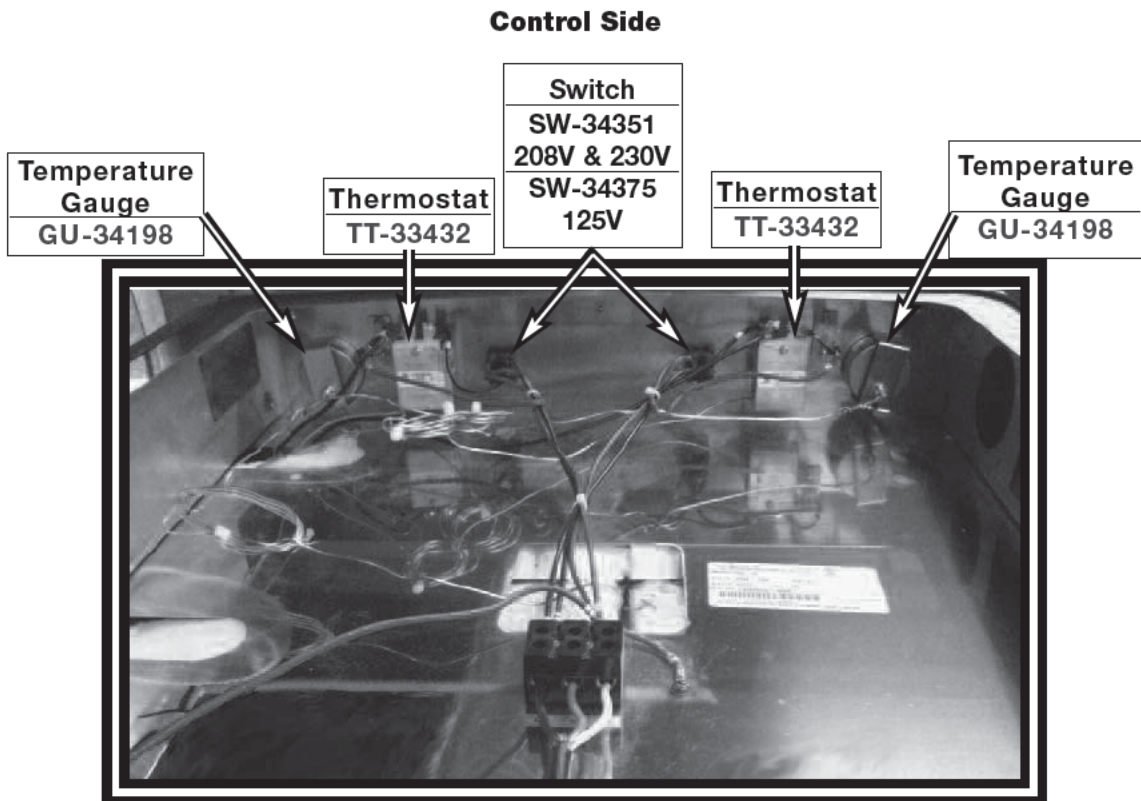 Control Side
Switch
SW-34351
208V & 230V
SW-34375
125V
Temperature
Gauge
GU-34198
Thermostat
TT-33432
Thermostat
TT-33432
Temperature
Gauge
GU-34198